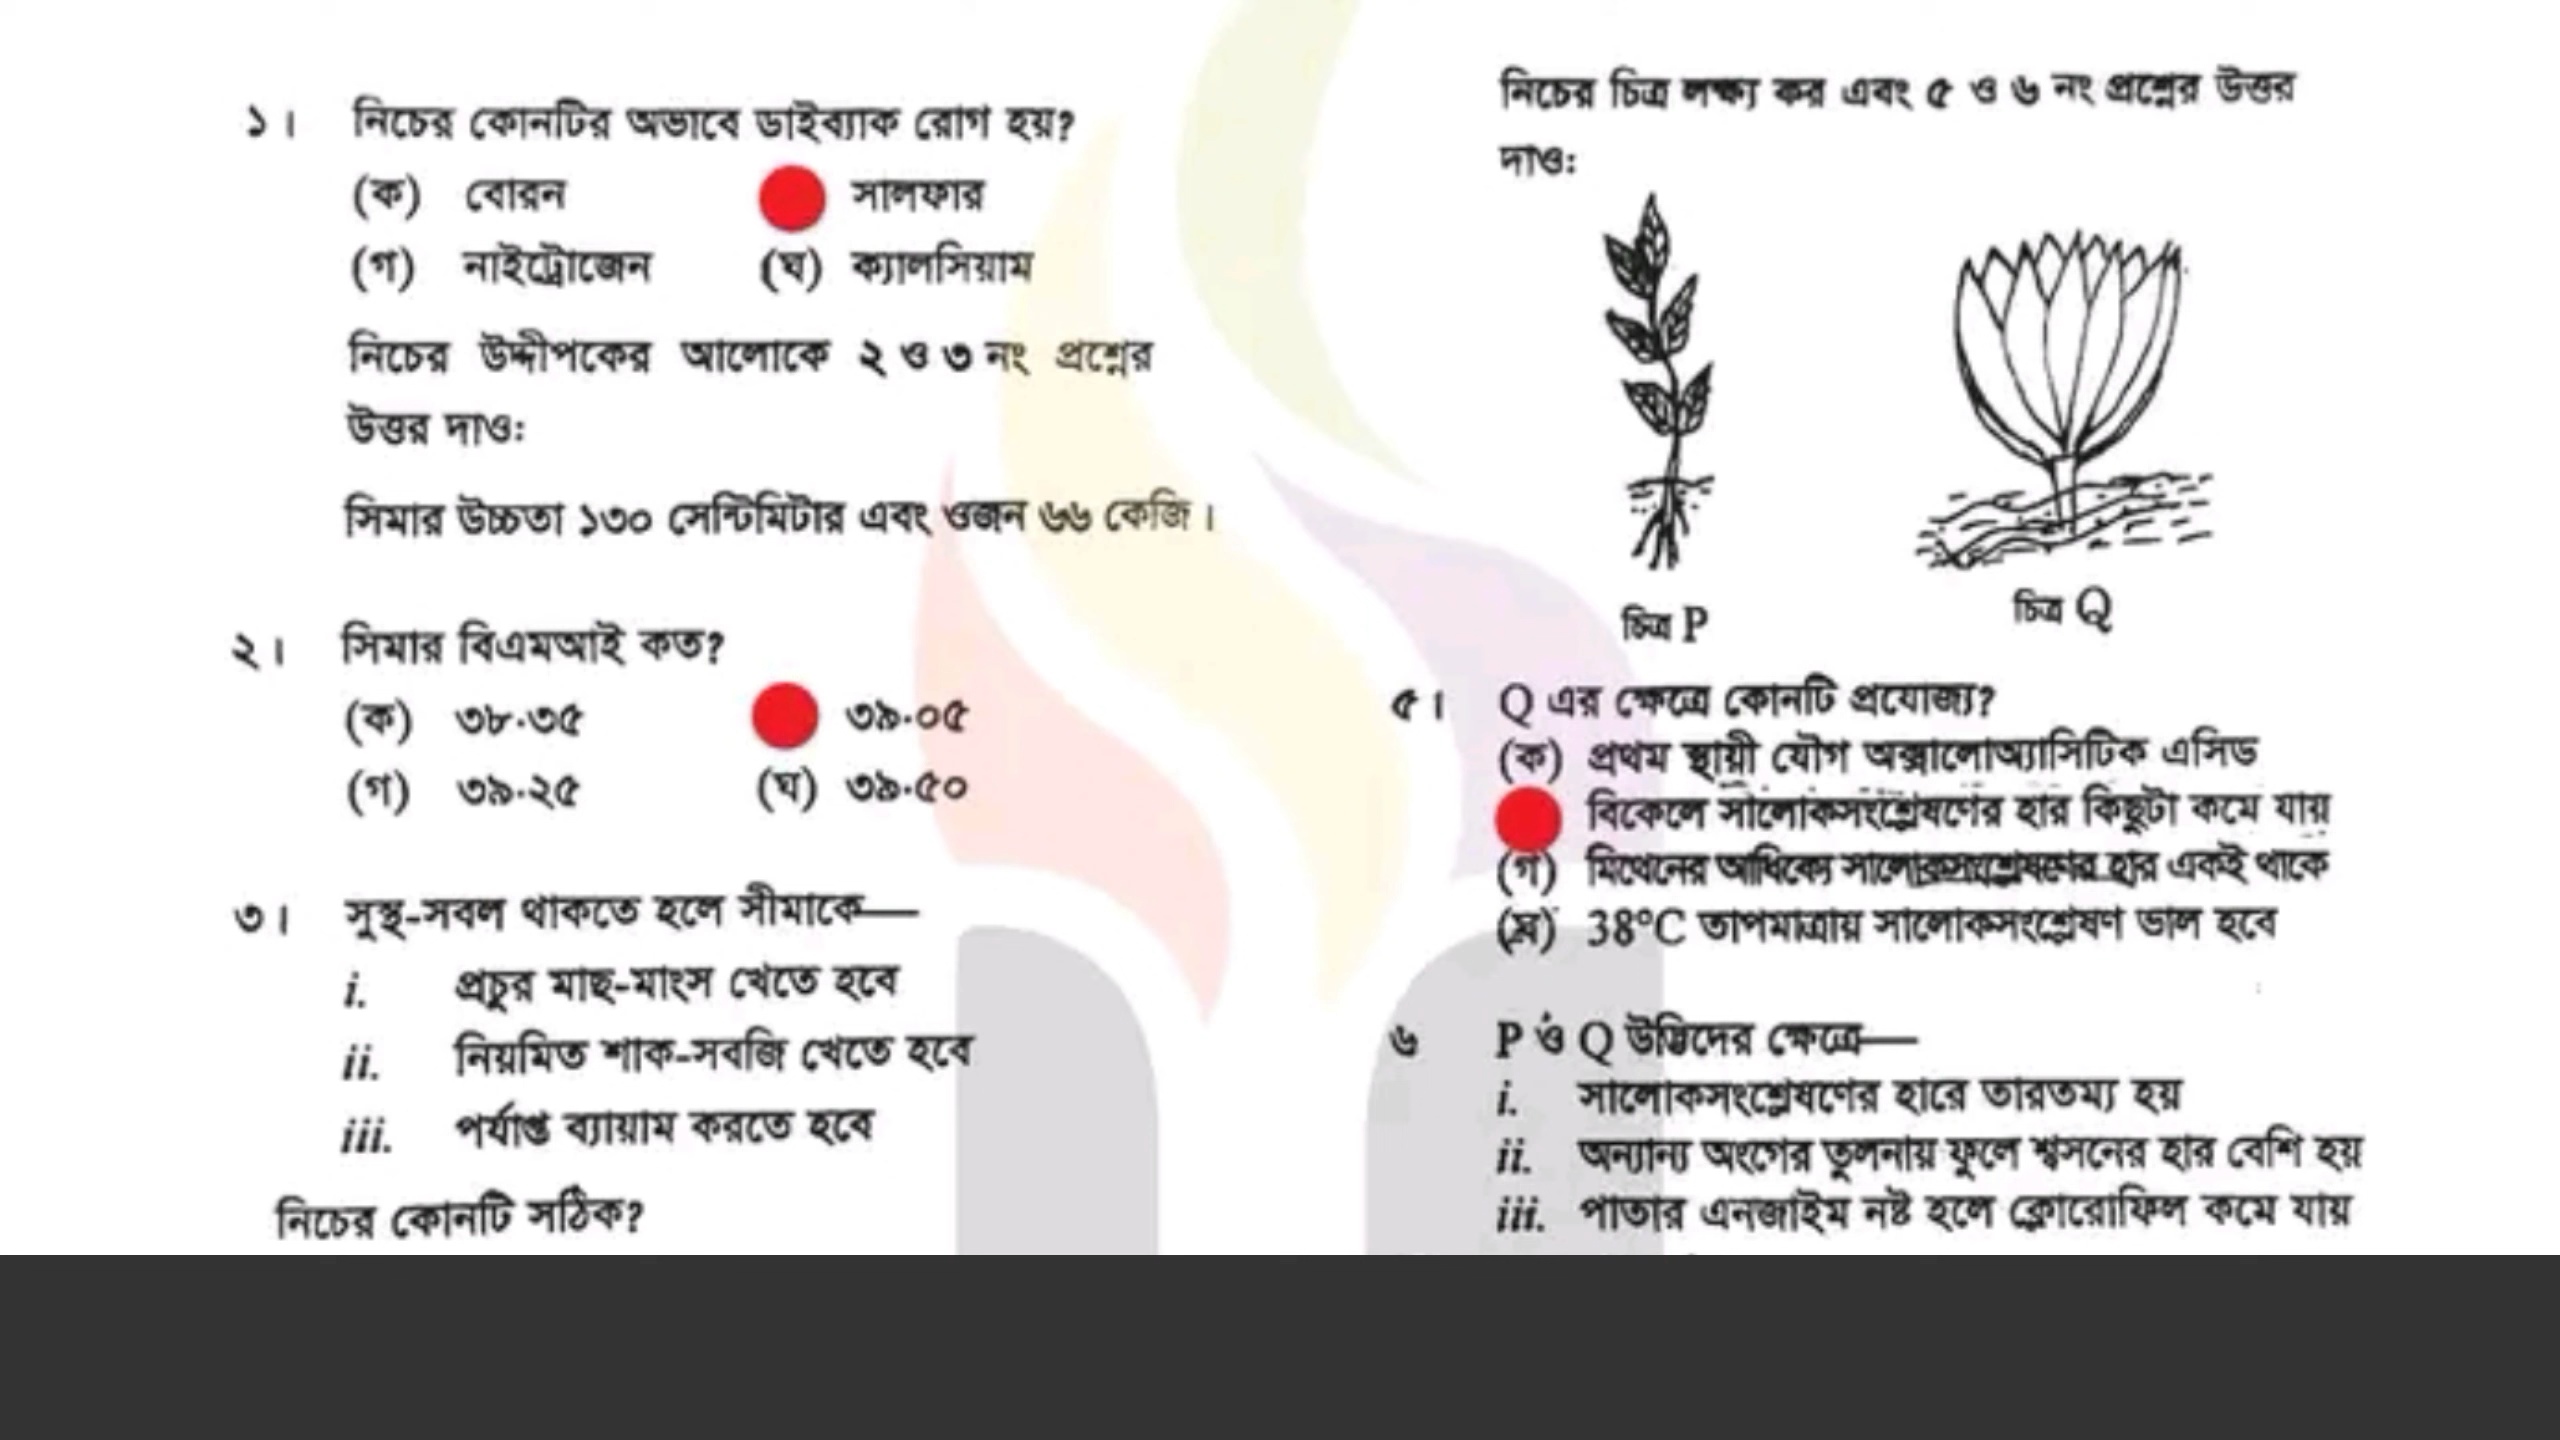 ১। নিচের কোনটির অভাবে ডাইব্যাক রোগ হয়?
(ক) বোরন সালফার
(গ) নাইট্রোজেন (ঘ) ক্যালসিয়াম
নিচের উদ্দীপকের আলোকে ২ ও ৩ নং প্রশ্নের
উত্তর দাও:
সিমার উচ্চতা ১৩০ সেন্টিমিটার এবং ওজন ৬৬ কেজি।
২। সিমার বিএমআই কত?
(ক) ৩৮.৩৫ ৩৯.০৫
(গ) ৩৯.২৫ (ঘ) ৩৯.৫০
৩। সুস্থ-সবল থাকতে হলে সীমাকে—
i. প্রচুর মাছ-মাংস খেতে হবে
ii. নিয়মিত শাক-সবজি খেতে হবে
iii. পর্যাপ্ত ব্যায়াম করতে হবে
নিচের কোনটি সঠিক?
নিচের চিত্র লক্ষ্য কর এবং ৫ ও ৬ নং প্রশ্নের উত্তর
দাও:
চিত্র P চিত্র Q
৫। Q এর ক্ষেত্রে কোনটি প্রযোজ্য?
(ক) প্রথম স্থায়ী যৌগ অক্সালোঅ্যাসিটিক এসিড
বিকেলে সালোকসংশ্লেষণের হার কিছুটা কমে যায়
(গ) মিথেনের আধিক্যে সালোকসংশ্লেষণের হার একই থাকে
(ঘ) 38°C তাপমাত্রায় সালোকসংশ্লেষণ ভাল হবে
৬ P ও Q উদ্ভিদের ক্ষেত্রে—
i. সালোকসংশ্লেষণের হারে তারতম্য হয়
ii. অন্যান্য অংগের তুলনায় ফুলে শ্বসনের হার বেশি হয়
iii. পাতার এনজাইম নষ্ট হলে ক্লোরোফিল কমে যায়